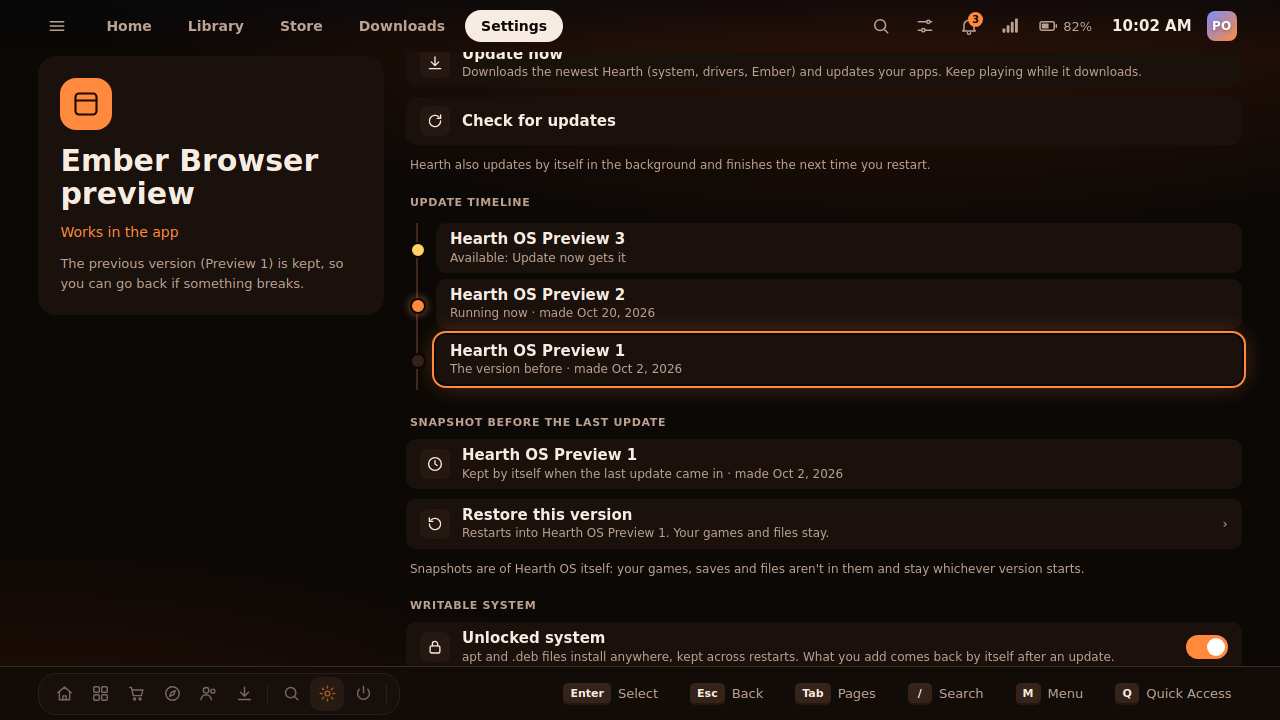 Home
Library
Store
Downloads
Settings
3
82%
10:02 AM
PO
Ember Browser
preview
Works in the app
The previous version (Preview 1) is kept, so
you can go back if something breaks.
Update now
Downloads the newest Hearth (system, drivers, Ember) and updates your apps. Keep playing while it downloads.
Check for updates
Hearth also updates by itself in the background and finishes the next time you restart.
UPDATE TIMELINE
Hearth OS Preview 3
Available: Update now gets it
Hearth OS Preview 2
Running now · made Oct 20, 2026
Hearth OS Preview 1
The version before · made Oct 2, 2026
SNAPSHOT BEFORE THE LAST UPDATE
Hearth OS Preview 1
Kept by itself when the last update came in · made Oct 2, 2026
Restore this version
Restarts into Hearth OS Preview 1. Your games and files stay.
Snapshots are of Hearth OS itself: your games, saves and files aren't in them and stay whichever version starts.
WRITABLE SYSTEM
Unlocked system
apt and .deb files install anywhere, kept across restarts. What you add comes back by itself after an update.
Enter Select
Esc Back
Tab Pages
/ Search
M Menu
Q Quick Access